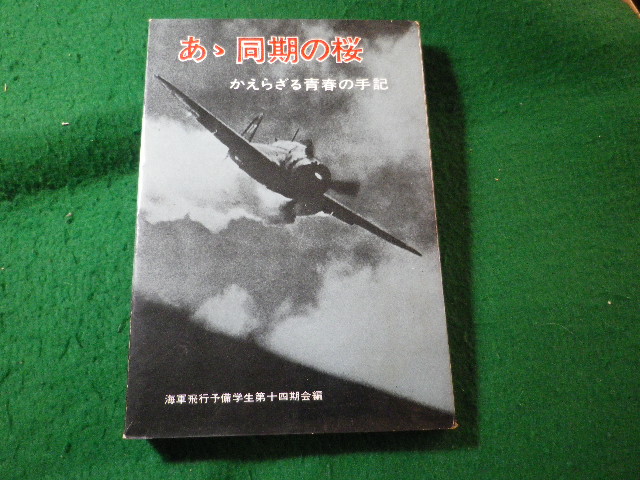 あゝ同期の桜
かえらざる青春の手記
海軍飛行予備学生第十四期会編